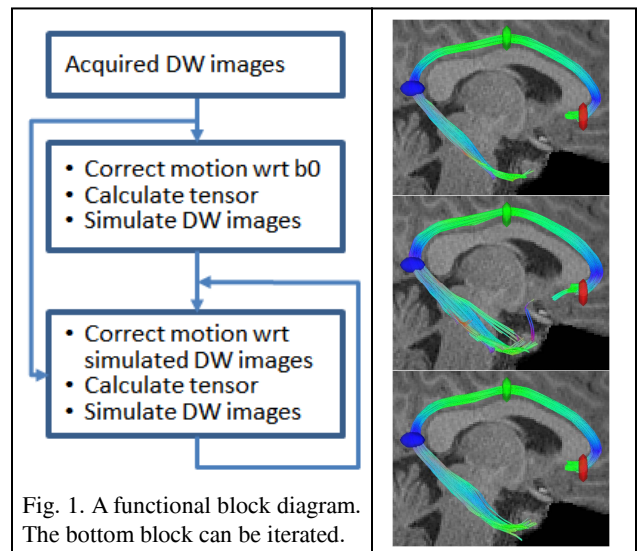 Acquired DW images
• Correct motion wrt b0
• Calculate tensor
• Simulate DW images
• Correct motion wrt
simulated DW images
• Calculate tensor
• Simulate DW images
Fig. 1. A functional block diagram.
The bottom block can be iterated.